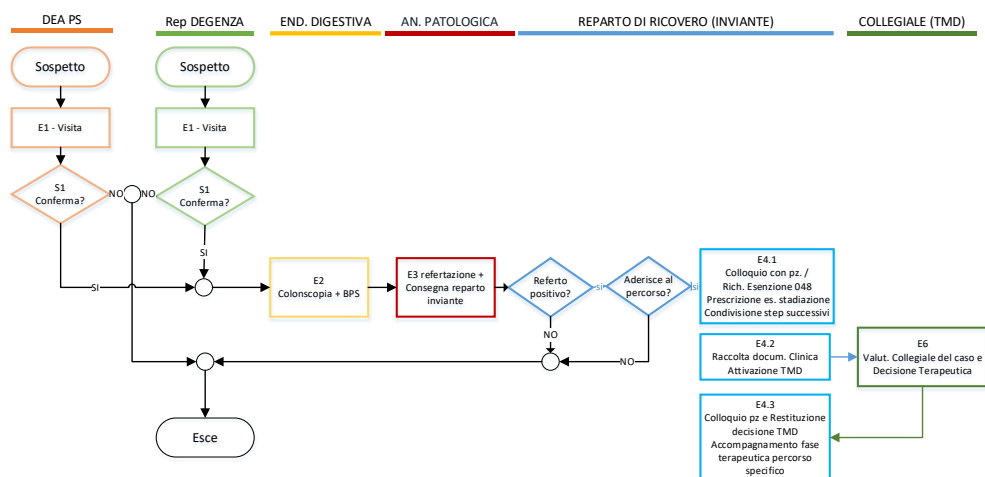 DEA PS
Rep DEGENZA
END. DIGESTIVA
AN. PATOLOGICA
REPARTO DI RICOVERO (INVIANTE)
COLLEGIALE (TMD)
Sospetto
Sospetto
E1 - Visita
E1 - Visita
S1
Conferma?
NO
NO
S1
Conferma?
SI
SI
E2
Colonscopia + BPS
E3 refertazione +
Consegna reparto
inviante
Referto
positivo?
si
NO
Aderisce al
percorso?
si
NO
E4.1
Colloquio con pz. /
Rich. Esenzione 048
Prescrizione es. stadiazione
Condivisione step successivi
E4.2
Raccolta docum. Clinica
Attivazione TMD
E6
Valut. Collegiale del caso e
Decisione Terapeutica
E4.3
Colloquio pz e Restituzione
decisione TMD
Accompagnamento fase
terapeutica percorso
specifico
Esce